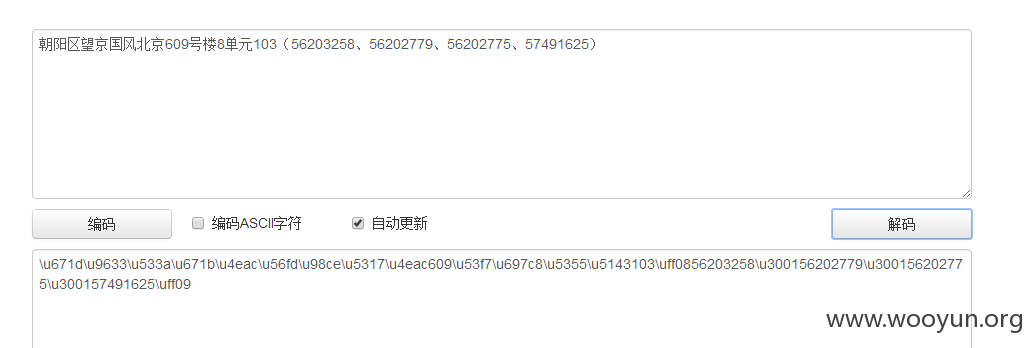 朝阳区望京国风北京609号楼8单元103（56203258、56202779、56202775、57491625）
编码 编码ASCII字符 自动更新 解码
\u671d\u9633\u533a\u671b\u4eac\u56fd\u98ce\u5317\u4eac609\u53f7\u697c8\u5355\u5143103\uff0856203258\u300156202779\u30015620277
5\u300157491625\uff09
www.wooyun.org